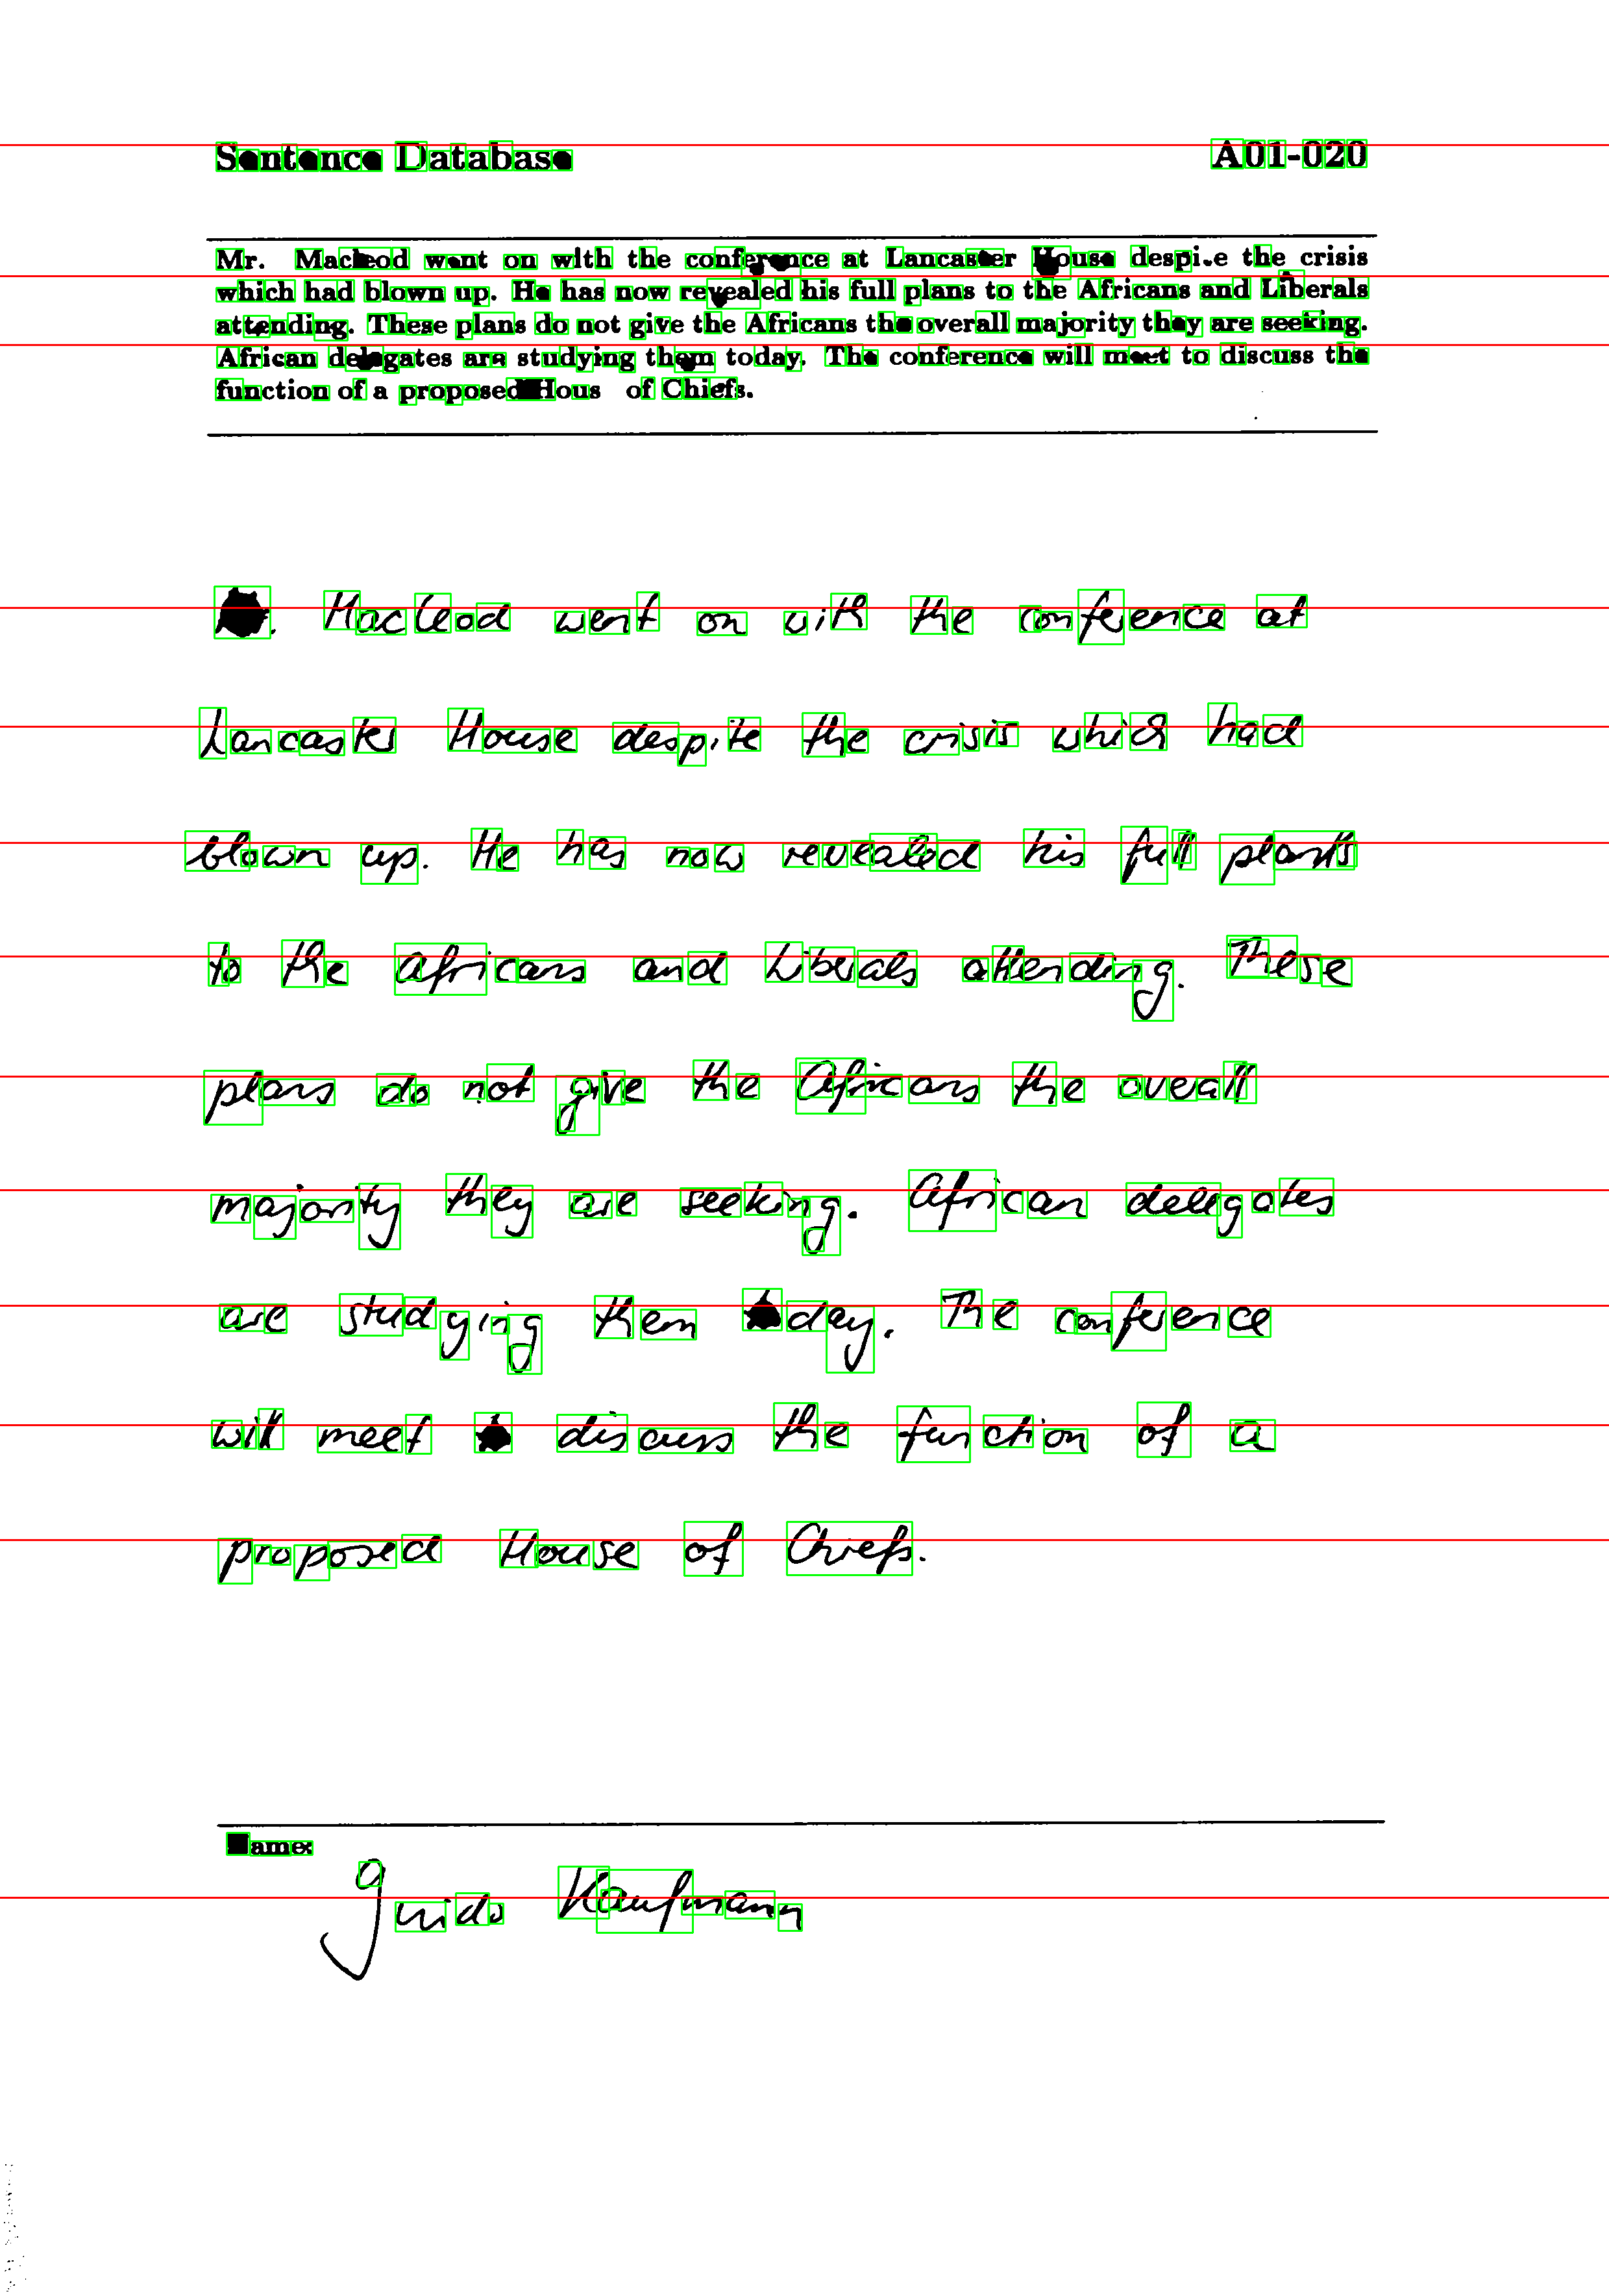 Sentence Database A01-020
Mr. Macleod went on with the conference at Lancaster House despite the crisis
which had blown up. He has now revealed his full plans to the Africans and Liberals
attending. These plans do not give the Africans the overall majority they are seeking.
African delegates are studying them today. The conference will meet to discuss the
function of a proposed Hous of Chiefs.
Macleod went on with the conference at
Lancaster House despite the crisis which had
blown up. He has now revealed his full plans
to the Africans and Liberals attending. These
plans do not give the Africans the overall
majority they are seeking. African delegates
are studying them day. The conference
will meet discuss the function of a
proposed House of Chiefs.
Name:
Guido Kaufmann